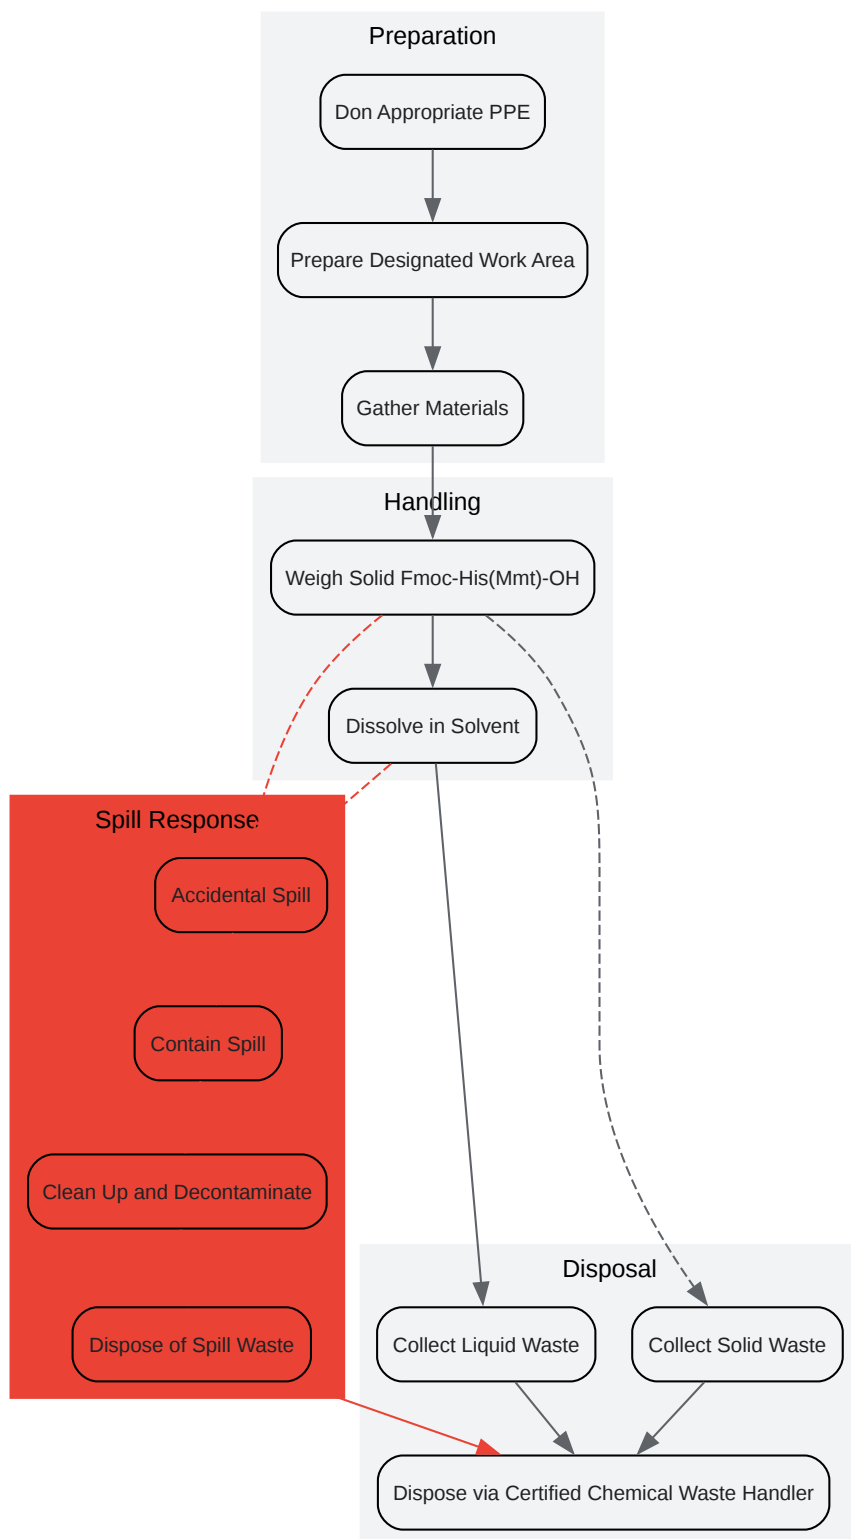 Preparation
Don Appropriate PPE
Prepare Designated Work Area
Gather Materials
Handling
Weigh Solid Fmoc-His(Mmt)-OH
Dissolve in Solvent
Spill Response
Accidental Spill
Contain Spill
Clean Up and Decontaminate
Dispose of Spill Waste
Disposal
Collect Liquid Waste
Collect Solid Waste
Dispose via Certified Chemical Waste Handler